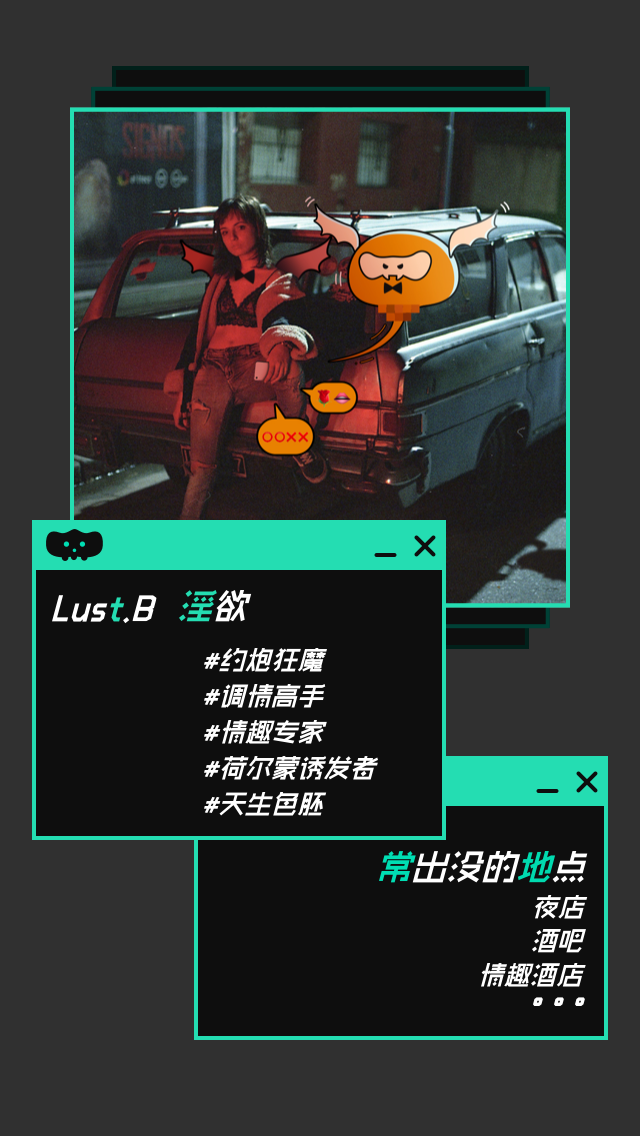 SIGNOS
○○××
Lust.B 淫欲
#约炮狂魔
#调情高手
#情趣专家
#荷尔蒙诱发者
#天生色胚
常出没的地点
夜店
酒吧
情趣酒店
。。。